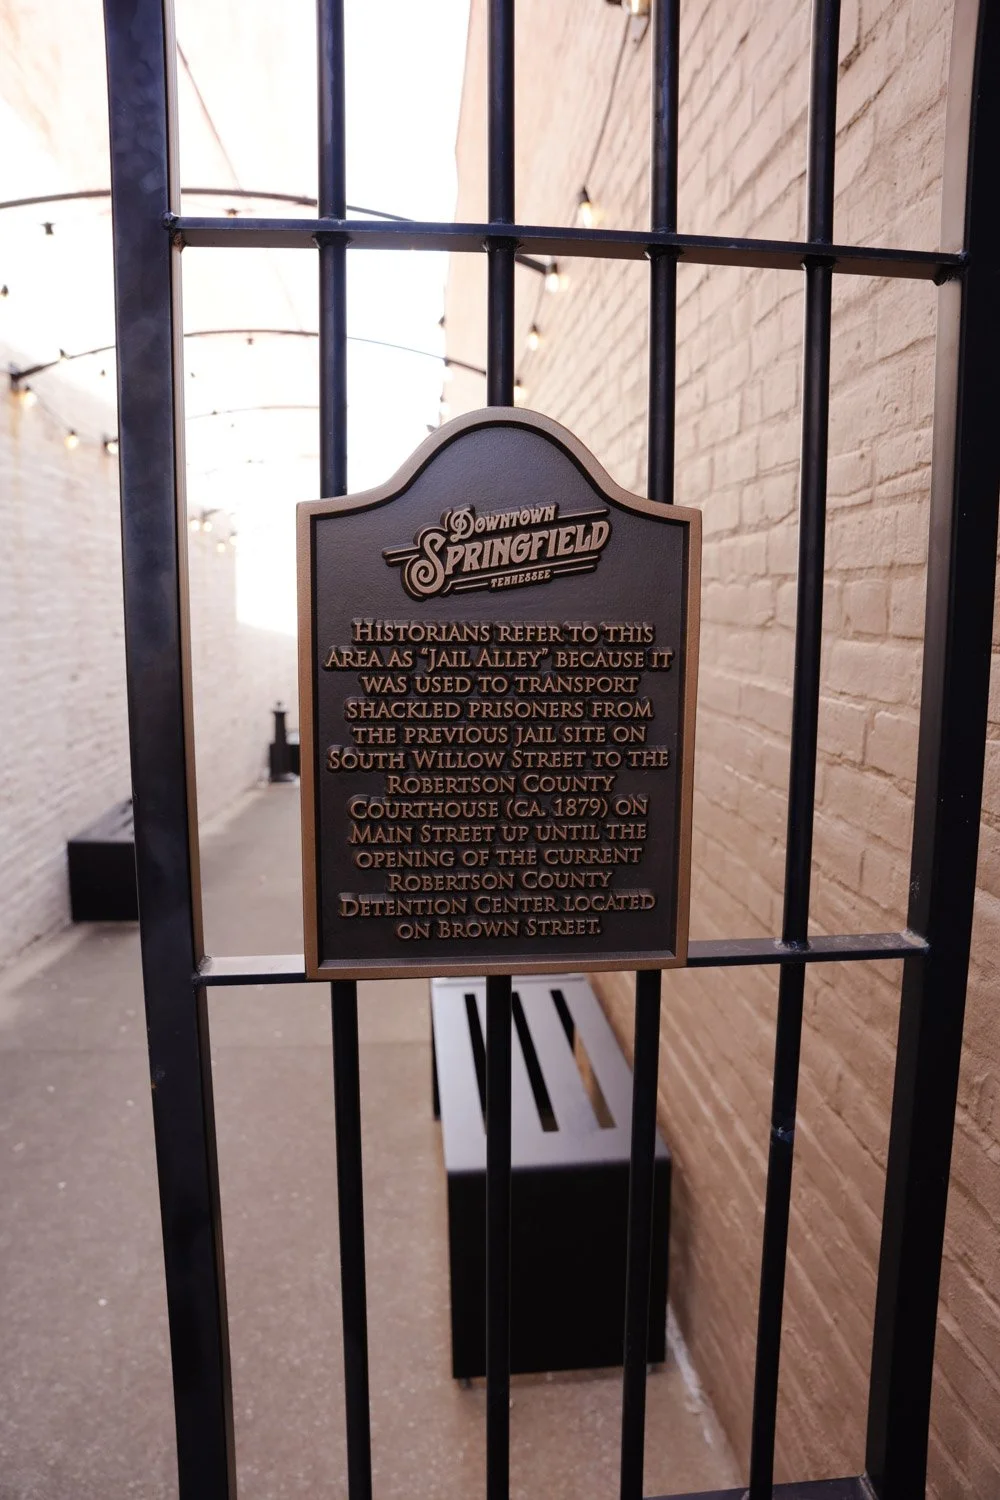 Downtown
Springfield
Tennessee
Historians refer to this
area as “Jail Alley” because it
was used to transport
shackled prisoners from
the previous jail site on
South Willow Street to the
Robertson County
Courthouse (ca. 1879) on
Main Street up until the
opening of the current
Robertson County
Detention Center located
on Brown Street.